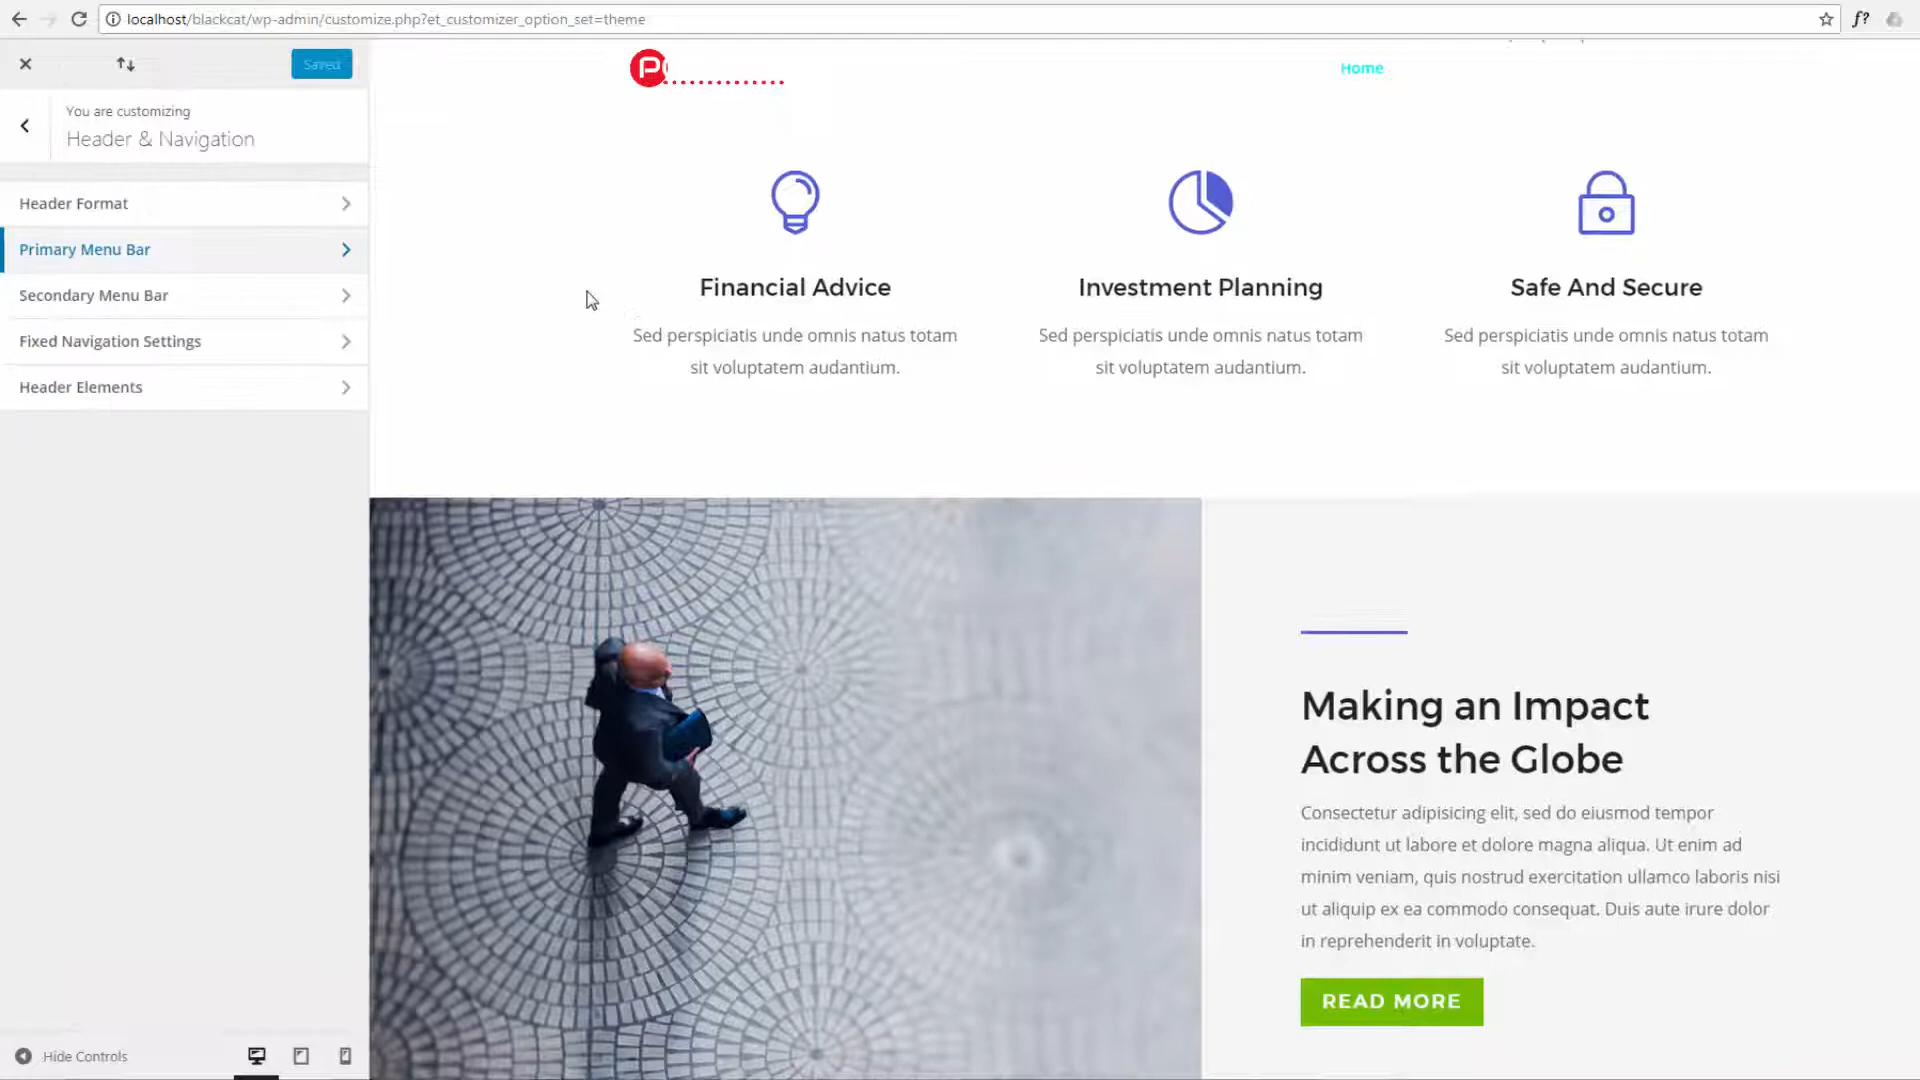 localhost/blackcat/wp-admin/customize.php?et_customizer_option_set=theme
f?
Saved
You are customizing
Header & Navigation
Header Format
Primary Menu Bar
Secondary Menu Bar
Fixed Navigation Settings
Header Elements
Hide Controls
P
Home
Financial Advice
Sed perspiciatis unde omnis natus totam
sit voluptatem audantium.
Investment Planning
Sed perspiciatis unde omnis natus totam
sit voluptatem audantium.
Safe And Secure
Sed perspiciatis unde omnis natus totam
sit voluptatem audantium.
Making an Impact
Across the Globe
Consectetur adipisicing elit, sed do eiusmod tempor
incididunt ut labore et dolore magna aliqua. Ut enim ad
minim veniam, quis nostrud exercitation ullamco laboris nisi
ut aliquip ex ea commodo consequat. Duis aute irure dolor
in reprehenderit in voluptate.
READ MORE